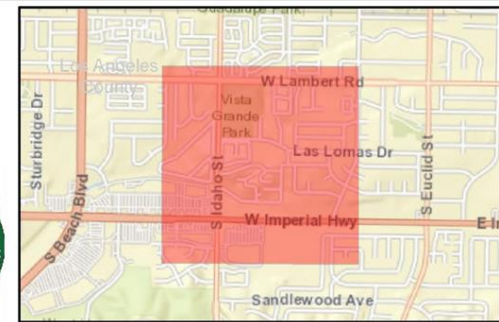 Guadalupe Park
Los Angeles
County
W Lambert Rd
Vista
Grande
Park
Sturbridge Dr
Las Lomas Dr
S Idaho St
S Euclid St
S Beach Blvd
W Imperial Hwy
Sandlewood Ave